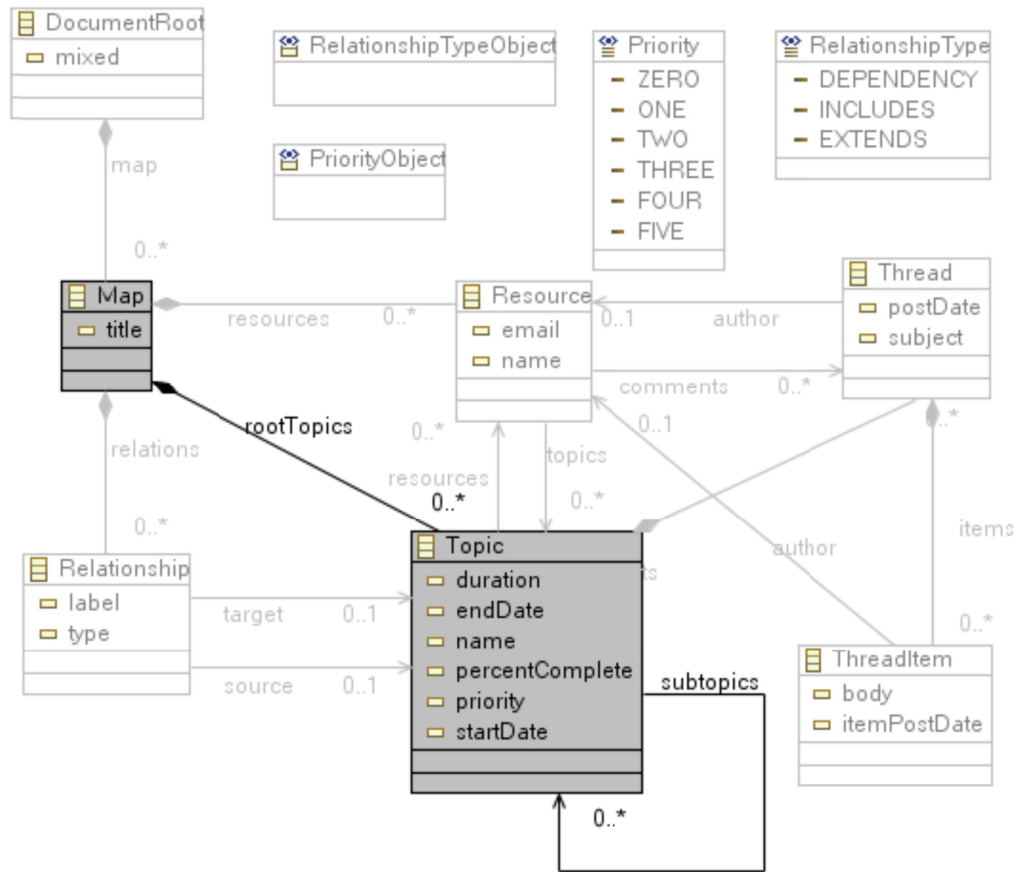 DocumentRoot
mixed
RelationshipTypeObject
PriorityObject
Priority
ZERO
ONE
TWO
THREE
FOUR
FIVE
RelationshipType
DEPENDENCY
INCLUDES
EXTENDS
map
0..*
Map
title
resources
0..*
Resource
email
name
0..1
author
Thread
postDate
subject
comments
0..*
rootTopics
0..*
0..1
0..*
relations
resources
topics
0..*
0..*
0..*
Relationship
label
type
target
0..1
source
0..1
Topic
duration
endDate
name
percentComplete
priority
startDate
ts
author
items
0..*
ThreadItem
body
itemPostDate
subtopics
0..*